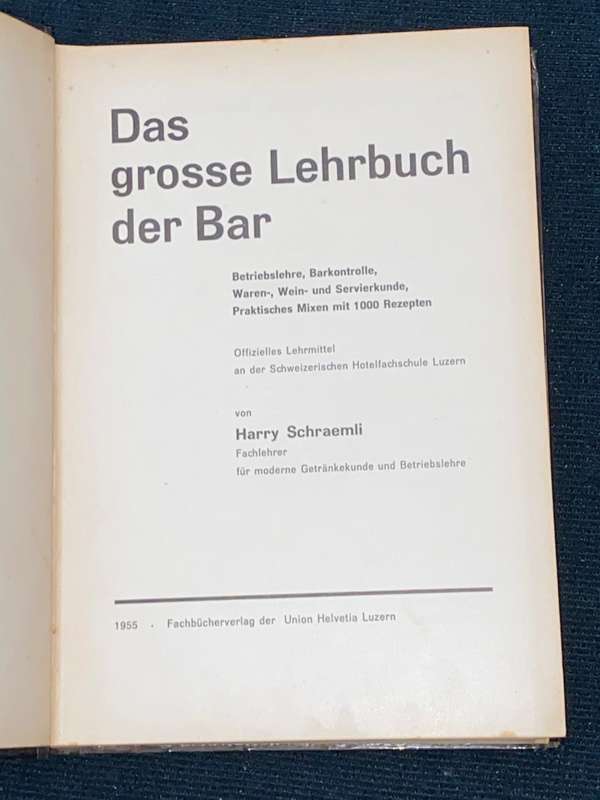 Das
grosse Lehrbuch
der Bar
Betriebslehre, Barkontrolle,
Waren-, Wein- und Servierkunde,
Praktisches Mixen mit 1000 Rezepten
Offizielles Lehrmittel
an der Schweizerischen Hotelfachschule Luzern
von
Harry Schraemli
Fachlehrer
für moderne Getränkekunde und Betriebslehre
1955 . Fachbücherverlag der Union Helvetia Luzern